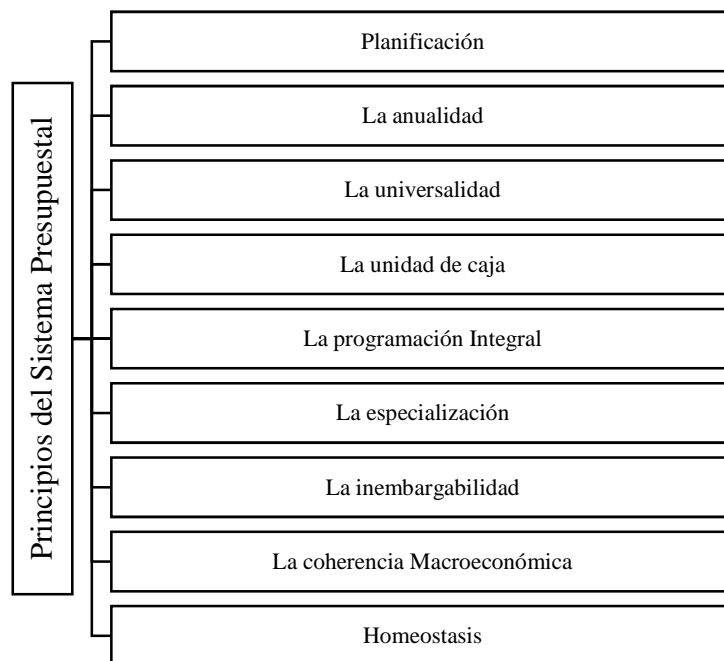 Principios del Sistema Presupuestal
Planificación
La anualidad
La universalidad
La unidad de caja
La programación Integral
La especialización
La inembargabilidad
La coherencia Macroeconómica
Homeostasis